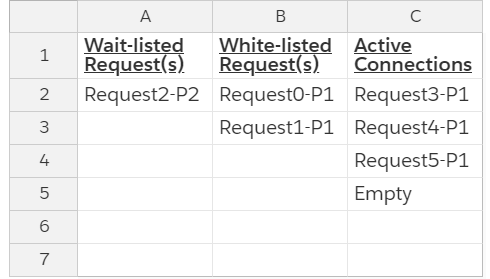 A B C
1 Wait-listed Request(s) White-listed Request(s) Active Connections
2 Request2-P2 Request0-P1 Request3-P1
3 Request1-P1 Request4-P1
4 Request5-P1
5 Empty
6
7